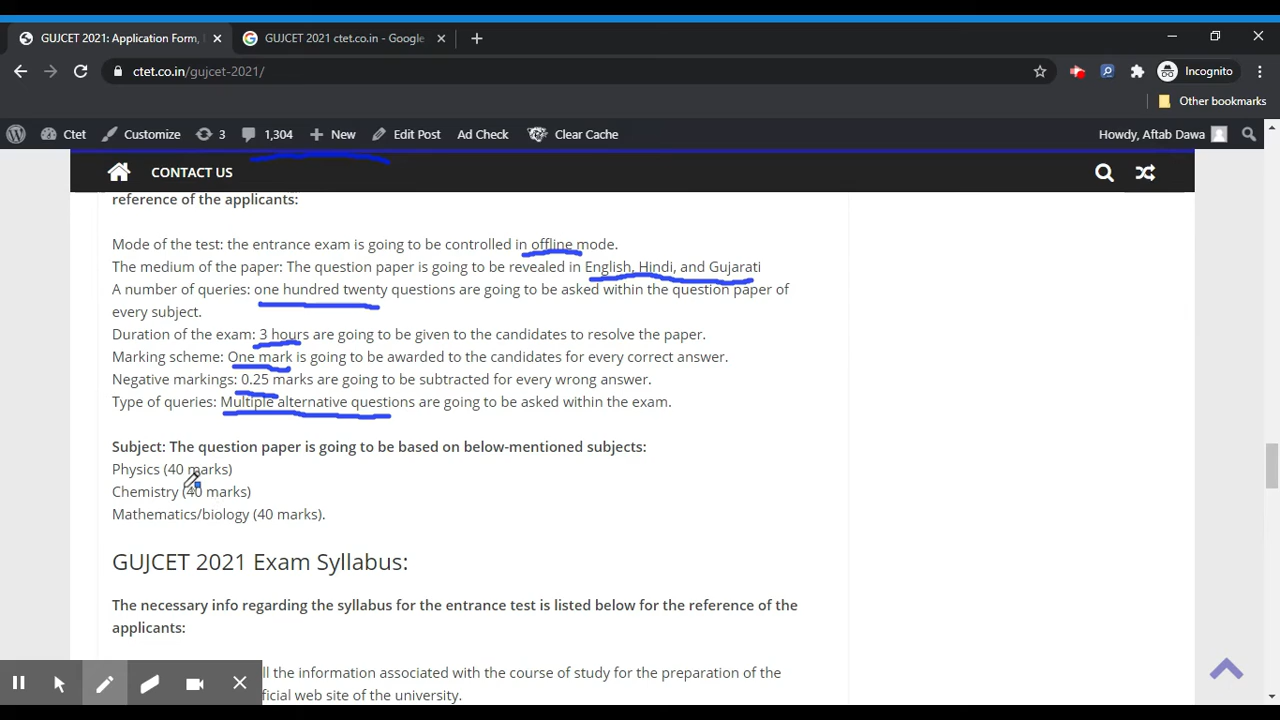 GUJCET 2021: Application Form,
GUJCET 2021 ctet.co.in - Google
ctet.co.in/gujcet-2021/
Incognito
Other bookmarks
Ctet
Customize
3
1,304
New
Edit Post
Ad Check
Clear Cache
Howdy, Aftab Dawa
CONTACT US
reference of the applicants:
Mode of the test: the entrance exam is going to be controlled in offline mode.
The medium of the paper: The question paper is going to be revealed in English, Hindi, and Gujarati
A number of queries: one hundred twenty questions are going to be asked within the question paper of
every subject.
Duration of the exam: 3 hours are going to be given to the candidates to resolve the paper.
Marking scheme: One mark is going to be awarded to the candidates for every correct answer.
Negative markings: 0.25 marks are going to be subtracted for every wrong answer.
Type of queries: Multiple alternative questions are going to be asked within the exam.
Subject: The question paper is going to be based on below-mentioned subjects:
Physics (40 marks)
Chemistry (40 marks)
Mathematics/biology (40 marks).
GUJCET 2021 Exam Syllabus:
The necessary info regarding the syllabus for the entrance test is listed below for the reference of the
applicants:
ll the information associated with the course of study for the preparation of the
ficial web site of the university.